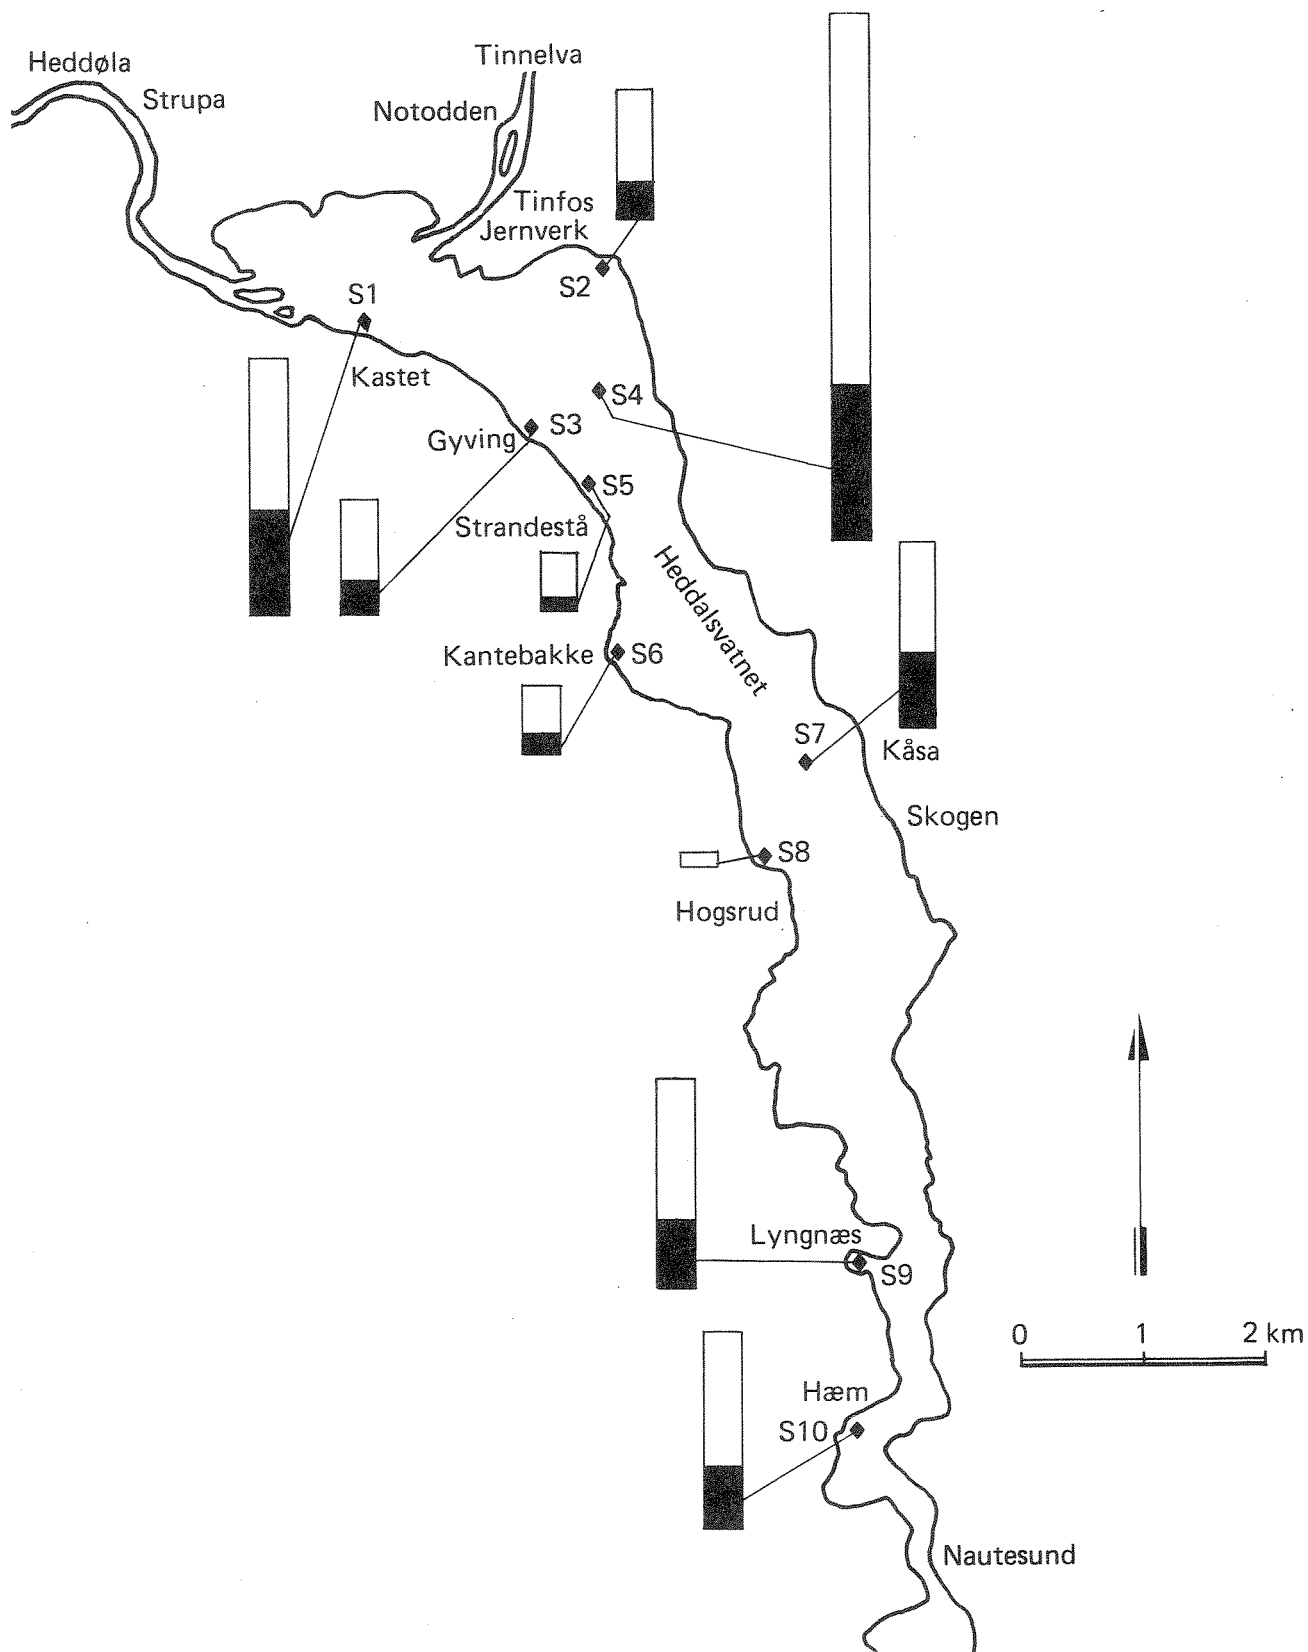 Heddøla
Strupa
Tinnelva
Notodden
Tinfos
Jernverk
S2
S1
Kastet
S4
S3
Gyving
S5
Strandestå
Heddalsvatnet
Kantebakke
S6
S7
Kåsa
Skogen
S8
Hogsrud
Lyngnæs
S9
0 1 2 km
Hæm
S10
Nautesund